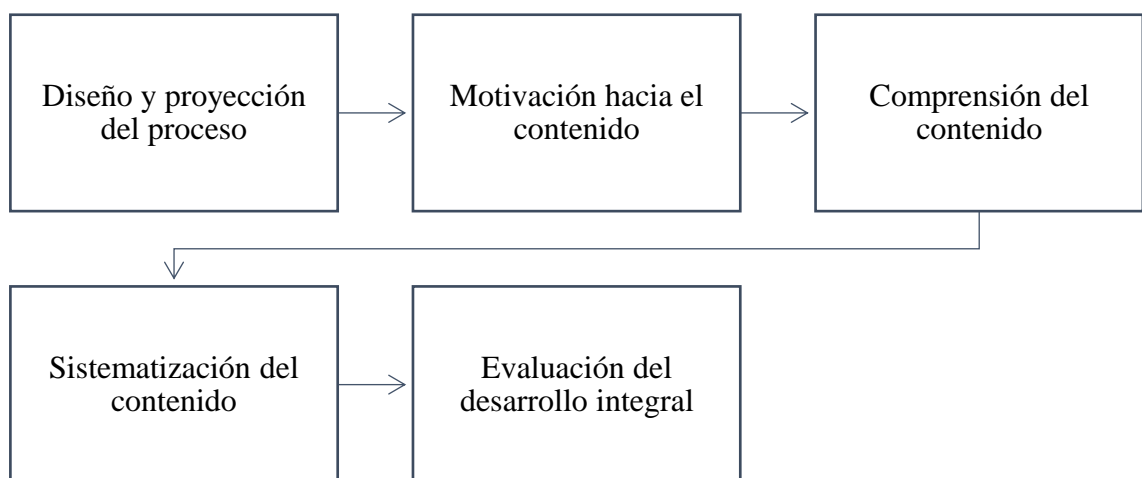 Diseño y proyección
del proceso
Motivación hacia el
contenido
Comprensión del
contenido
Sistematización del
contenido
Evaluación del
desarrollo integral